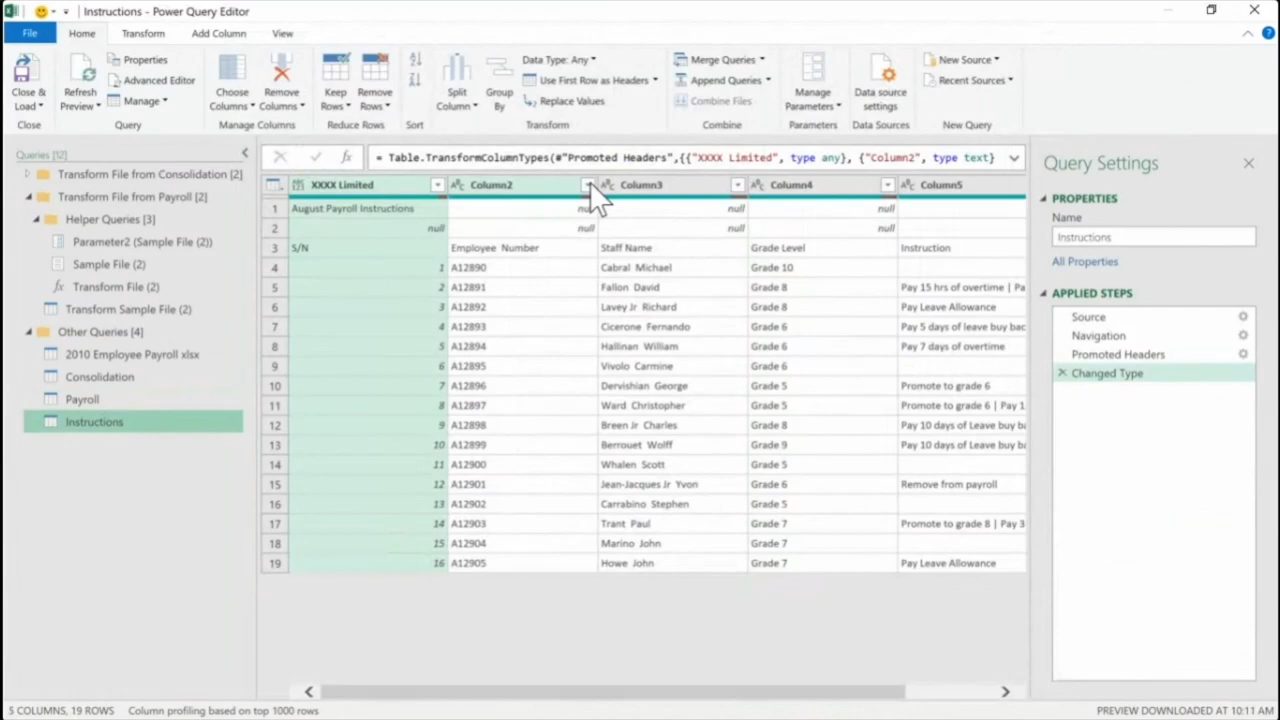 Instructions - Power Query Editor
File Home Transform Add Column View
Close & Load
Close
Refresh Preview
Properties
Advanced Editor
Manage
Query
Choose Columns
Remove Columns
Manage Columns
Keep Rows
Remove Rows
Reduce Rows
Sort
Split Column
Group By
Data Type: Any
Use First Row as Headers
Replace Values
Transform
Merge Queries
Append Queries
Combine Files
Combine
Manage Parameters
Parameters
Data source settings
Data Sources
New Source
Recent Sources
New Query
Queries [12]
Transform File from Consolidation [2]
Transform File from Payroll [2]
Helper Queries [3]
Parameter2 (Sample File (2))
Sample File (2)
fx Transform File (2)
Transform Sample File (2)
Other Queries [4]
2010 Employee Payroll xlsx
Consolidation
Payroll
Instructions
fx = Table.TransformColumnTypes(#"Promoted Headers",{{"XXXX Limited", type any}, {"Column2", type text}
XXXX Limited Column2 Column3 Column4 Column5
1 August Payroll Instructions null null null
2 null null null null
3 S/N Employee Number Staff Name Grade Level Instruction
4 1 A12890 Cabral Michael Grade 10
5 2 A12891 Fallon David Grade 8 Pay 15 hrs of overtime | Pa
6 3 A12892 Lavey Jr Richard Grade 8 Pay Leave Allowance
7 4 A12893 Cicerone Fernando Grade 6 Pay 5 days of leave buy bac
8 5 A12894 Hallinan William Grade 6 Pay 7 days of overtime
9 6 A12895 Vivolo Carmine Grade 6
10 7 A12896 Dervishian George Grade 5 Promote to grade 6
11 8 A12897 Ward Christopher Grade 5 Promote to grade 6 | Pay 1
12 9 A12898 Breen Jr Charles Grade 8 Pay 10 days of Leave buy ba
13 10 A12899 Berrouet Wolff Grade 9 Pay 10 days of Leave buy ba
14 11 A12900 Whalen Scott Grade 5
15 12 A12901 Jean-Jacques Jr Yvon Grade 6 Remove from payroll
16 13 A12902 Carrabino Stephen Grade 5
17 14 A12903 Trant Paul Grade 7 Promote to grade 8 | Pay 3
18 15 A12904 Marino John Grade 7
19 16 A12905 Howe John Grade 7 Pay Leave Allowance
Query Settings
PROPERTIES
Name
Instructions
All Properties
APPLIED STEPS
Source
Navigation
Promoted Headers
Changed Type
5 COLUMNS, 19 ROWS Column profiling based on top 1000 rows
PREVIEW DOWNLOADED AT 10:11 AM